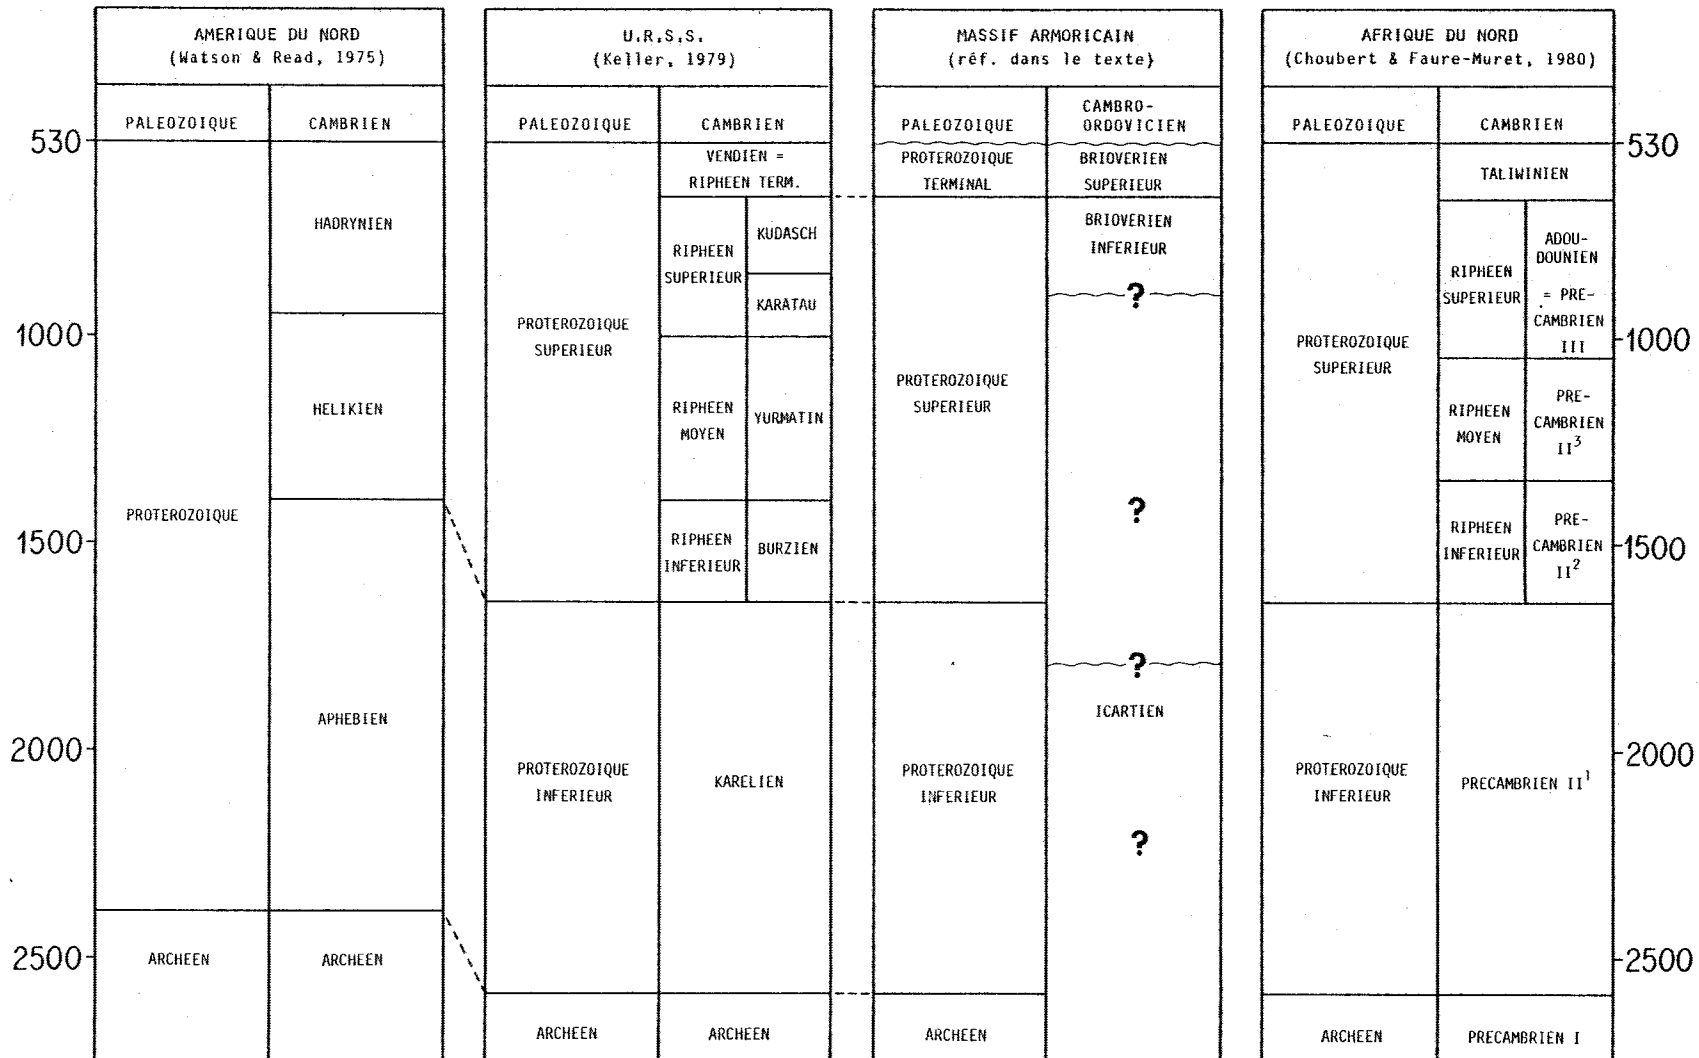 AMERIQUE DU NORD
(Watson & Read, 1975)
PALEOZOIQUE
CAMBRIEN
530
1000
1500
2000
2500
HADRYNIEN
HELIKIEN
PROTEROZOIQUE
APHEBIEN
ARCHEEN
ARCHEEN
U.R.S.S.
(Keller, 1979)
PALEOZOIQUE
CAMBRIEN
VENDIEN =
RIPHEEN TERM.
PROTEROZOIQUE
SUPERIEUR
RIPHEEN
SUPERIEUR
KUDASCH
KARATAU
RIPHEEN
MOYEN
YURMATIN
RIPHEEN
INFERIEUR
BURZIEN
PROTEROZOIQUE
INFERIEUR
KARELIEN
ARCHEEN
ARCHEEN
MASSIF ARMORICAIN
(réf. dans le texte)
PALEOZOIQUE
CAMBRO-
ORDOVICIEN
PROTEROZOIQUE
TERMINAL
BRIOVERIEN
SUPERIEUR
BRIOVERIEN
INFERIEUR
?
PROTEROZOIQUE
SUPERIEUR
?
?
ICARTIEN
PROTEROZOIQUE
INFERIEUR
?
ARCHEEN
AFRIQUE DU NORD
(Choubert & Faure-Muret, 1980)
PALEOZOIQUE
CAMBRIEN
TALIWINIEN
PROTEROZOIQUE
SUPERIEUR
RIPHEEN
SUPERIEUR
ADOU-
DOUNIEN
= PRE-
CAMBRIEN
III
RIPHEEN
MOYEN
PRE-
CAMBRIEN
II³
RIPHEEN
INFERIEUR
PRE-
CAMBRIEN
II²
PROTEROZOIQUE
INFERIEUR
PRECAMBRIEN II¹
ARCHEEN
PRECAMBRIEN I
530
1000
1500
2000
2500